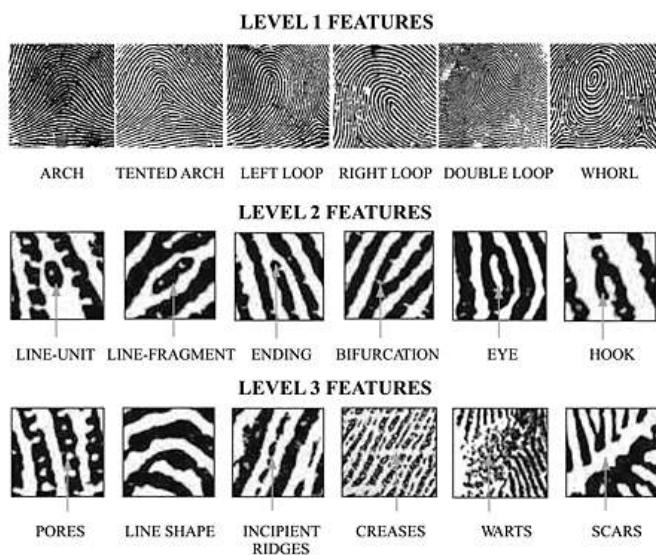 LEVEL 1 FEATURES
ARCH
TENTED ARCH
LEFT LOOP
RIGHT LOOP
DOUBLE LOOP
WHORL
LEVEL 2 FEATURES
LINE-UNIT
LINE-FRAGMENT
ENDING
BIFURCATION
EYE
HOOK
LEVEL 3 FEATURES
PORES
LINE SHAPE
INCIPIENT
RIDGES
CREASES
WARTS
SCARS